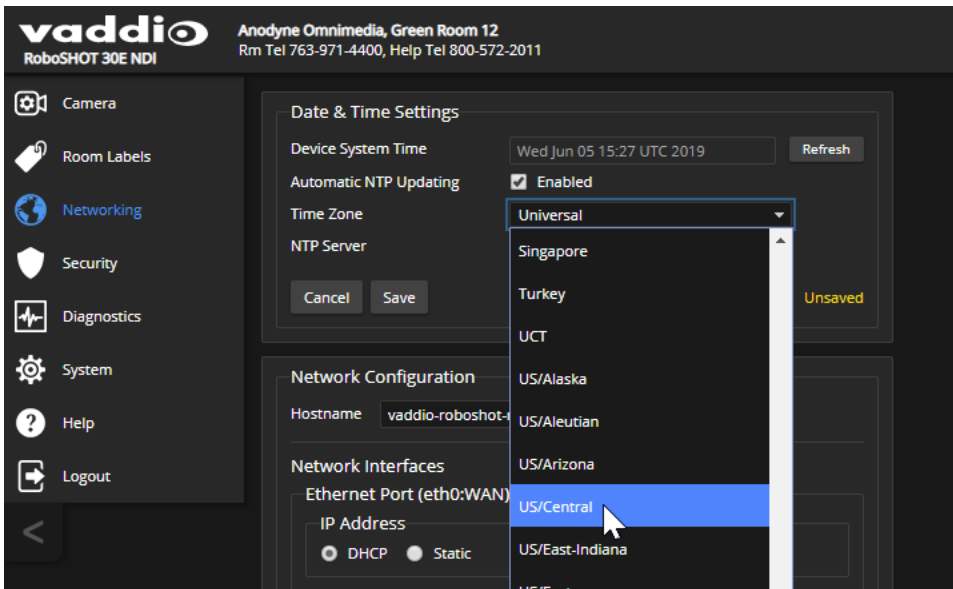 vaddio
RoboSHOT 30E NDI
Anodyne Omnimedia, Green Room 12
Rm Tel 763-971-4400, Help Tel 800-572-2011
Camera
Room Labels
Networking
Security
Diagnostics
System
? Help
Logout
<
Date & Time Settings
Device System Time Wed Jun 05 15:27 UTC 2019 Refresh
Automatic NTP Updating Enabled
Time Zone Universal
NTP Server
Singapore
Turkey
UCT
US/Alaska
US/Aleutian
US/Arizona
US/Central
US/East-Indiana
Cancel Save Unsaved
Network Configuration
Hostname vaddio-roboshot-
Network Interfaces
Ethernet Port (eth0:WAN)
IP Address
DHCP Static